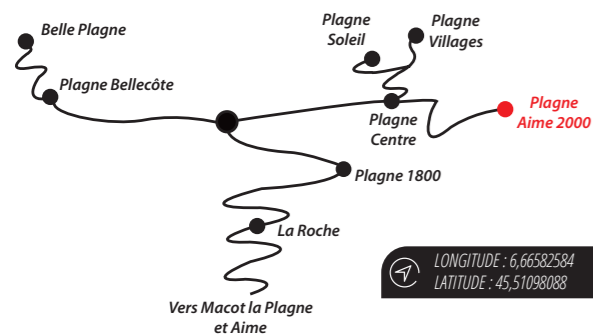 Belle Plagne
Plagne Bellecôte
Plagne
Soleil
Plagne
Villages
Plagne
Centre
Plagne
Aime 2000
Plagne 1800
La Roche
Vers Macot la Plagne
et Aime
LONGITUDE : 6,66582584
LATITUDE : 45,51098088